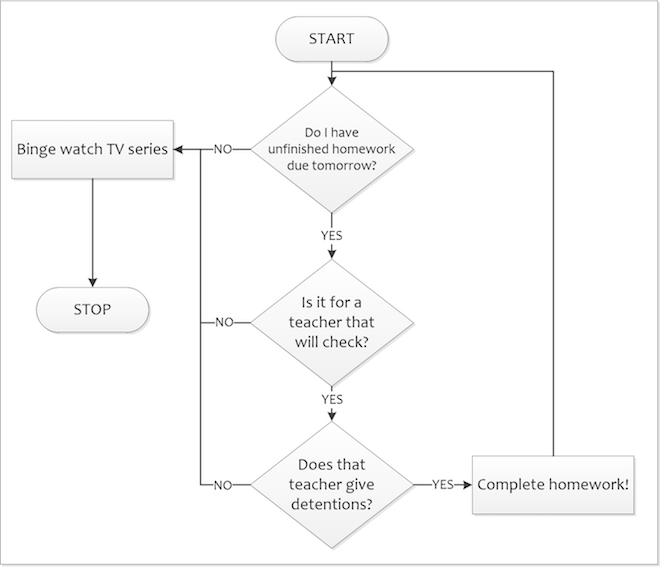 START
Do I have
unfinished homework
due tomorrow?
NO
Binge watch TV series
YES
STOP
Is it for a
teacher that
will check?
NO
YES
Does that
teacher give
detentions?
NO
YES
Complete homework!